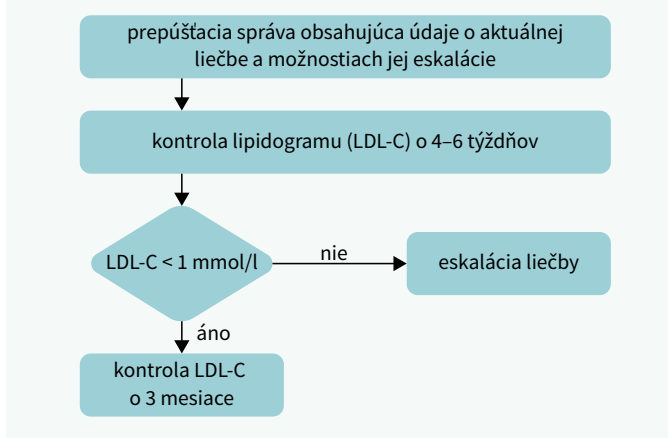 prepúšťacia správa obsahujúca údaje o aktuálnej
liečbe a možnostiach jej eskalácie
kontrola lipidogramu (LDL-C) o 4–6 týždňov
LDL-C < 1 mmol/l
nie
eskalácia liečby
áno
kontrola LDL-C
o 3 mesiace